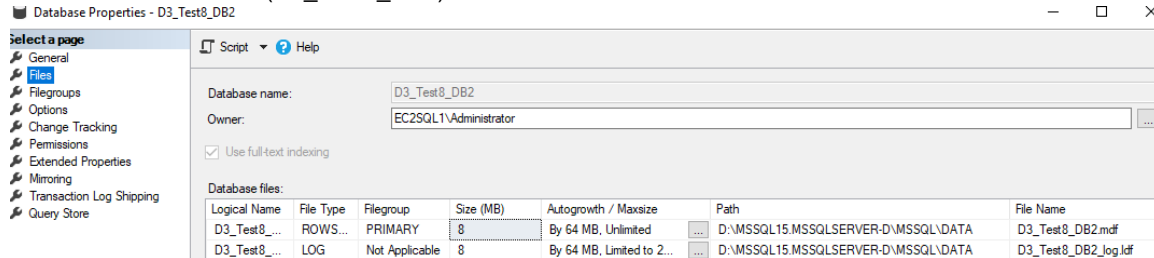 Database Properties - D3_Test8_DB2
Select a page
General
Files
Filegroups
Options
Change Tracking
Permissions
Extended Properties
Mirroring
Transaction Log Shipping
Query Store
Script Help
Database name: D3_Test8_DB2
Owner: EC2SQL1\Administrator ...
Use full-text indexing
Database files:
Logical Name File Type Filegroup Size (MB) Autogrowth / Maxsize Path File Name
D3_Test8_... ROWS... PRIMARY 8 By 64 MB, Unlimited ... D:\MSSQL15.MSSQLSERVER-D\MSSQL\DATA D3_Test8_DB2.mdf
D3_Test8_... LOG Not Applicable 8 By 64 MB, Limited to 2... ... D:\MSSQL15.MSSQLSERVER-D\MSSQL\DATA D3_Test8_DB2_log.ldf